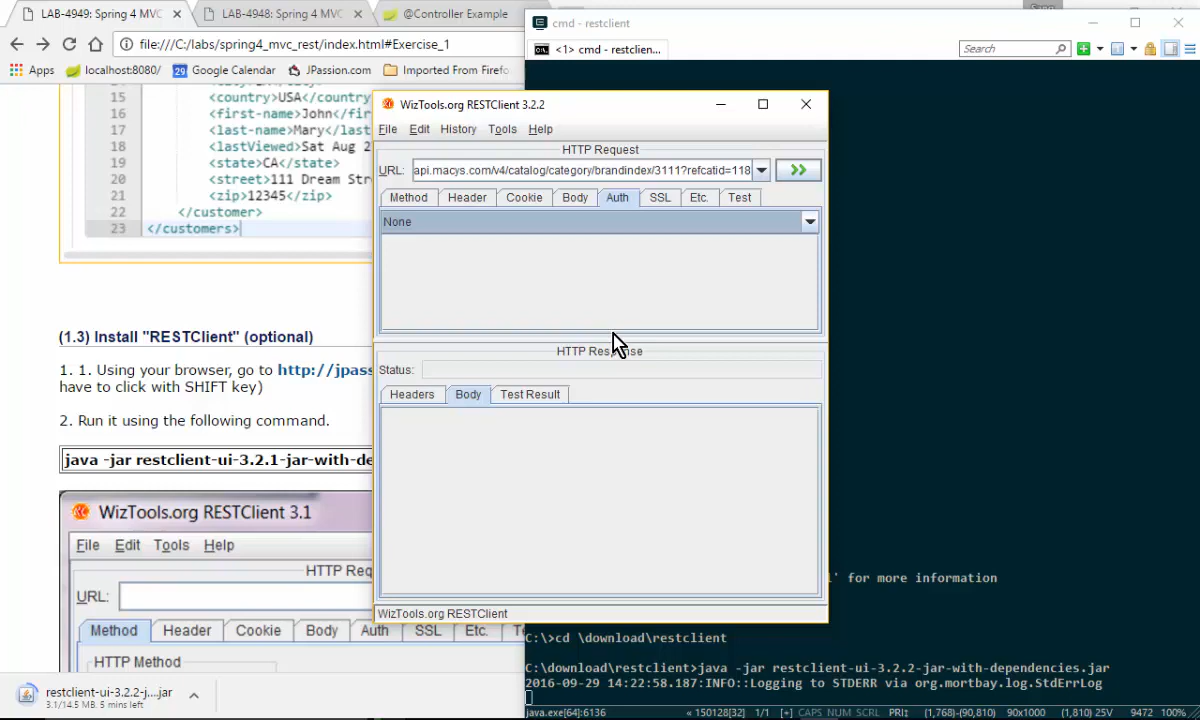 LAB-4949: Spring 4 MVC
LAB-4948: Spring 4 MVC
@Controller Example
file:///C:/labs/spring4_mvc_rest/index.html#Exercise_1
Apps
localhost:8080/
29
Google Calendar
JPassion.com
Imported From Firefo
15 <country>USA</country
16 <first-name>John</fir
17 <last-name>Mary</last
18 <lastViewed>Sat Aug 2
19 <state>CA</state>
20 <street>111 Dream Stre
21 <zip>12345</zip>
22 </customer>
23 </customers>
(1.3) Install "RESTClient" (optional)
1. 1. Using your browser, go to http://jpass
have to click with SHIFT key)
2. Run it using the following command.
java -jar restclient-ui-3.2.1-jar-with-de
WizTools.org RESTClient 3.1
File Edit Tools Help
HTTP Req
URL:
Method Header Cookie Body Auth SSL Etc. T
HTTP Method
restclient-ui-3.2.2-j....jar
3.1/14.5 MB, 5 mins left
WizTools.org RESTClient 3.2.2
File Edit History Tools Help
HTTP Request
URL: api.macys.com/v4/catalog/category/brandindex/3111?refcatid=118
Method Header Cookie Body Auth SSL Etc. Test
None
HTTP Response
Status:
Headers Body Test Result
WizTools.org RESTClient
cmd - restclient
<1> cmd - restclien...
Search
l' for more information
C:\>cd \download\restclient
C:\download\restclient>java -jar restclient-ui-3.2.2-jar-with-dependencies.jar
2016-09-29 14:22:58.187:INFO::Logging to STDERR via org.mortbay.log.StdErrLog
java.exe[64]:6136 « 150128[32] 1/1 [+] CAPS NUM SCRL PRI↕ (1,768)-(90,810) 90x1000 (1,810) 25V 9472 100%